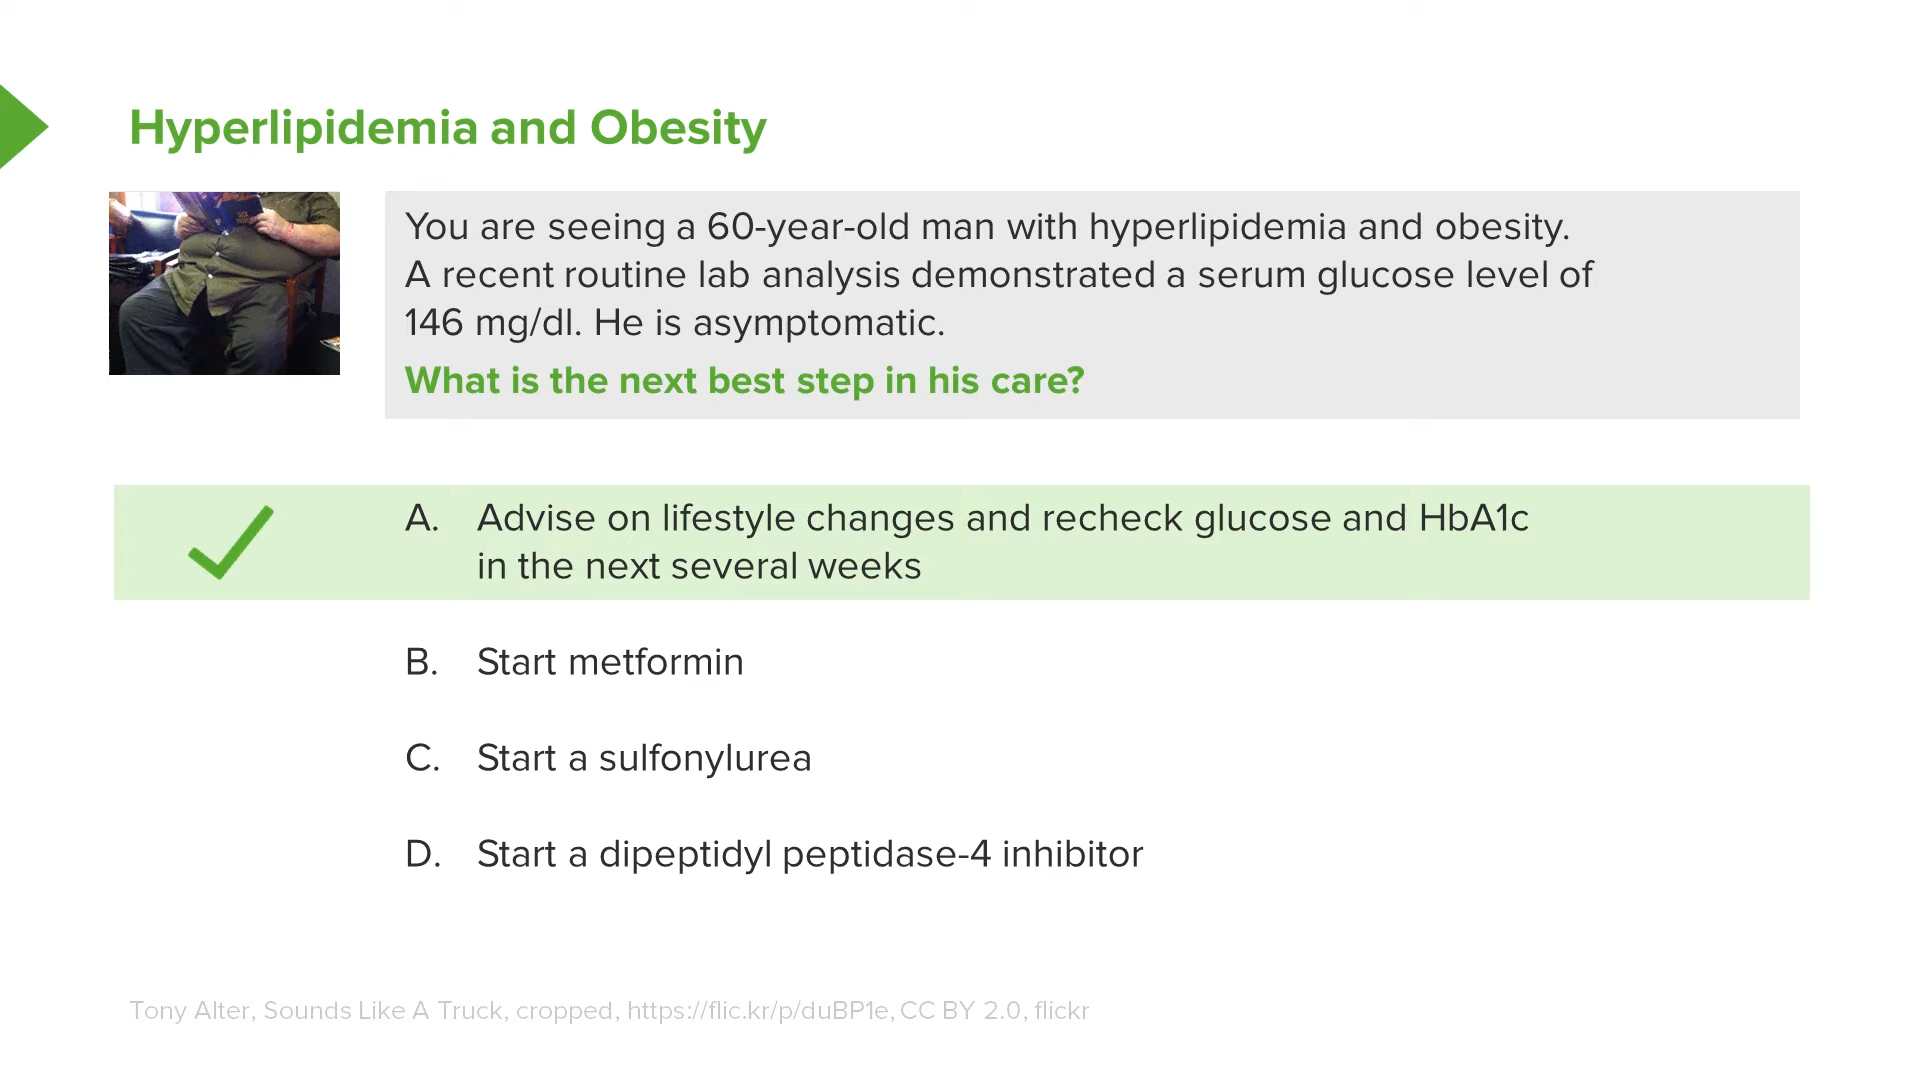 Hyperlipidemia and Obesity
You are seeing a 60-year-old man with hyperlipidemia and obesity.
A recent routine lab analysis demonstrated a serum glucose level of
146 mg/dl. He is asymptomatic.
What is the next best step in his care?
A. Advise on lifestyle changes and recheck glucose and HbA1c
in the next several weeks
B. Start metformin
C. Start a sulfonylurea
D. Start a dipeptidyl peptidase-4 inhibitor
Tony Alter, Sounds Like A Truck, cropped, https://flic.kr/p/duBP1e, CC BY 2.0, flickr